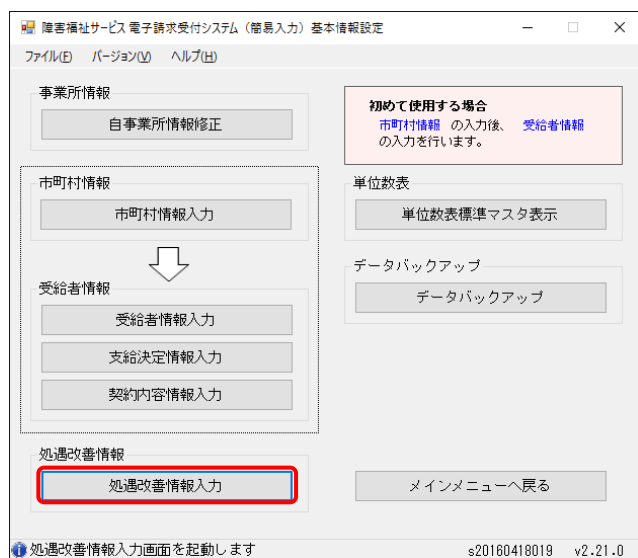 障害福祉サービス 電子請求受付システム（簡易入力）基本情報設定
ファイル(F) バージョン(V) ヘルプ(H)
事業所情報
自事業所情報修正
初めて使用する場合
市町村情報 の入力後、 受給者情報
の入力を行います。
市町村情報
市町村情報入力
単位数表
単位数表標準マスタ表示
データバックアップ
データバックアップ
受給者情報
受給者情報入力
支給決定情報入力
契約内容情報入力
処遇改善情報
処遇改善情報入力
メインメニューへ戻る
処遇改善情報入力画面を起動します
s20160418019 v2.21.0